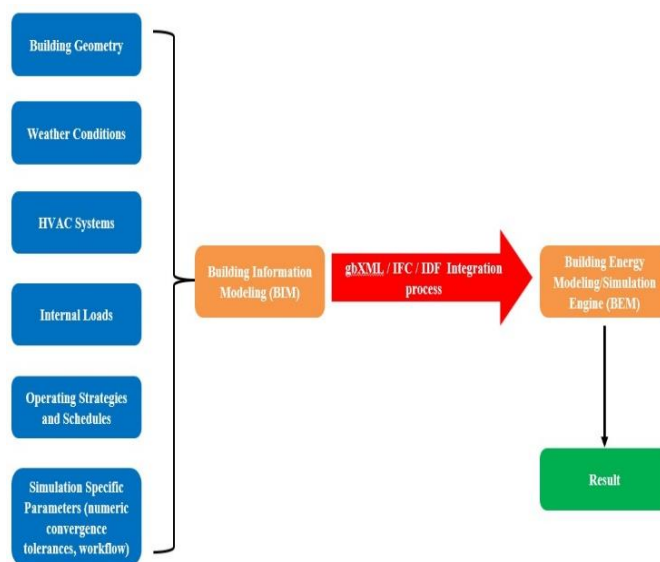 Building Geometry
Weather Conditions
HVAC Systems
Internal Loads
Operating Strategies
and Schedules
Simulation Specific
Parameters (numeric
convergence
tolerances, workflow)
Building Information
Modeling (BIM)
gbXML / IFC / IDF Integration
process
Building Energy
Modeling/Simulation
Engine (BEM)
Result